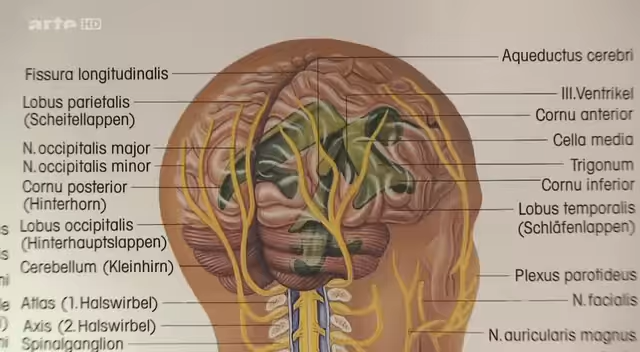 arte HD
Fissura longitudinalis
Lobus parietalis
(Scheitellappen)
N. occipitalis major
N. occipitalis minor
Cornu posterior
(Hinterhorn)
Lobus occipitalis
(Hinterhauptslappen)
Cerebellum (Kleinhirn)
Atlas (1. Halswirbel)
Axis (2. Halswirbel)
Spinalganglion
Aqueductus cerebri
III. Ventrikel
Cornu anterior
Cella media
Trigonum
Cornu inferior
Lobus temporalis
(Schläfenlappen)
Plexus parotideus
N. facialis
N. auricularis magnus